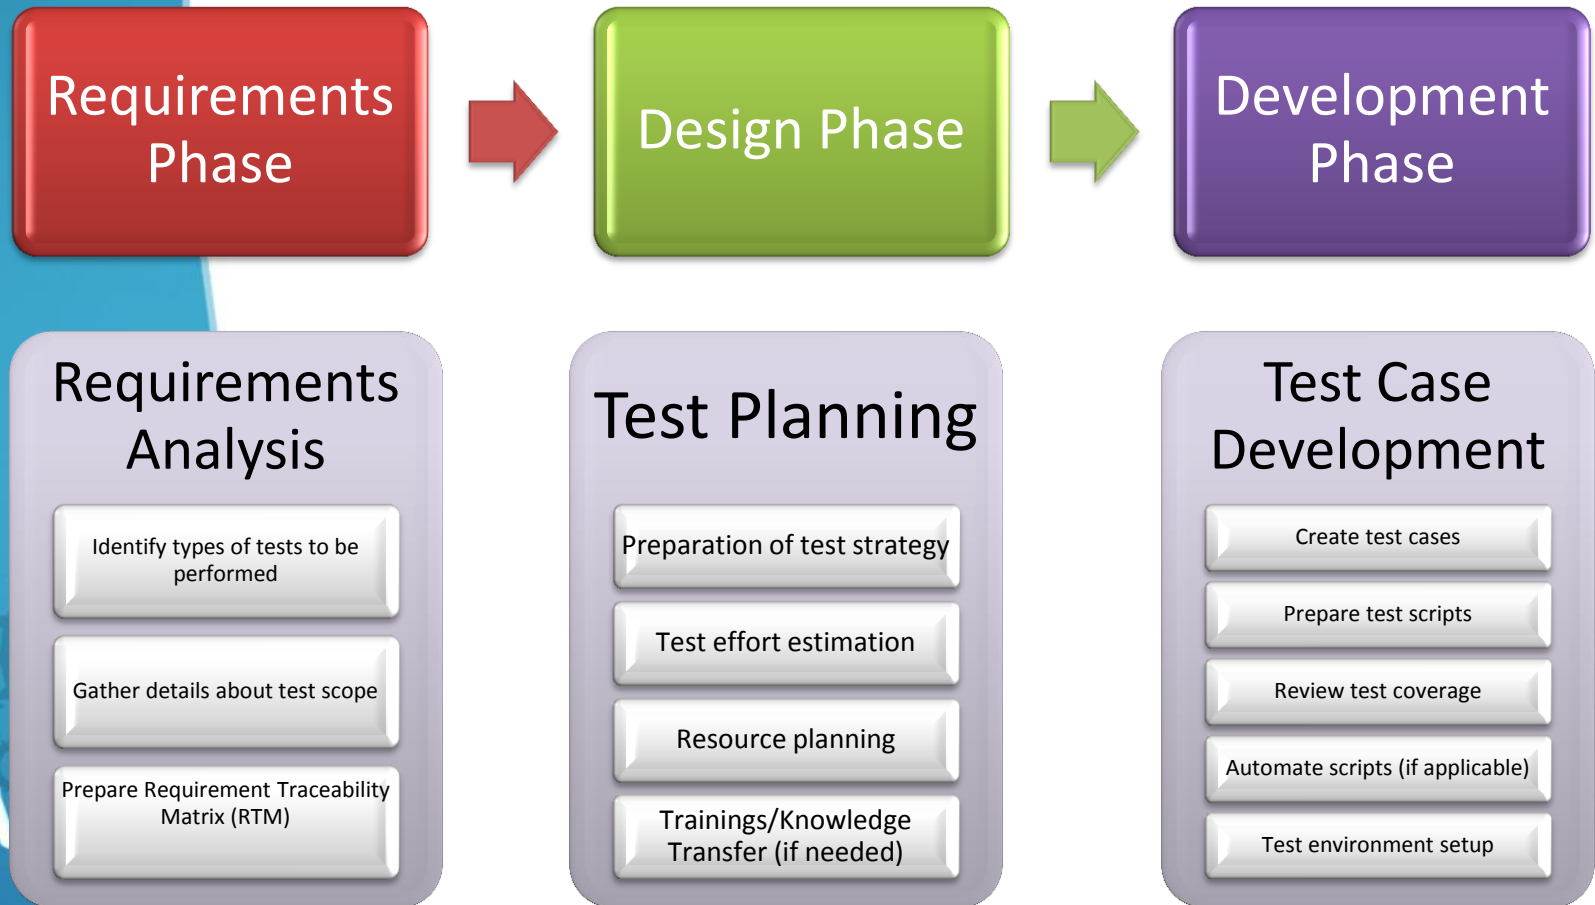 Requirements
Phase
Design Phase
Development
Phase
Requirements
Analysis
Identify types of tests to be
performed
Gather details about test scope
Prepare Requirement Traceability
Matrix (RTM)
Test Planning
Preparation of test strategy
Test effort estimation
Resource planning
Trainings/Knowledge
Transfer (if needed)
Test Case
Development
Create test cases
Prepare test scripts
Review test coverage
Automate scripts (if applicable)
Test environment setup